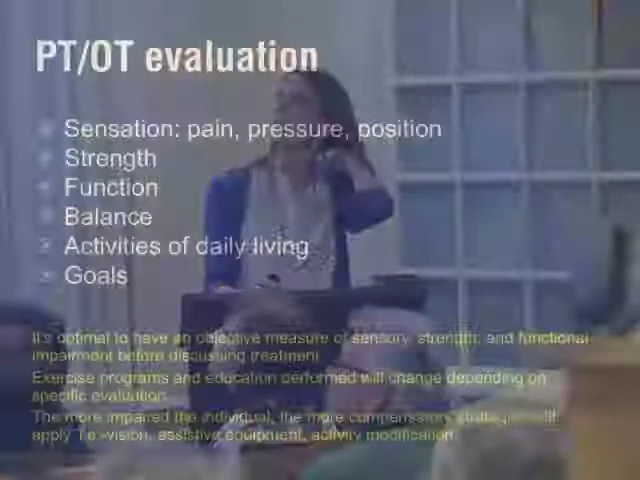 PT/OT evaluation
Sensation: pain, pressure, position
Strength
Function
Balance
Activities of daily living
Goals
It's optimal to have an objective measure of sensory, strength, and functional
impairment before discussing treatment
Exercise programs and education performed will change depending on
specific evaluation.
The more impaired the individual, the more compensatory strategies will
apply i.e.-vision, assistive equipment, activity modification